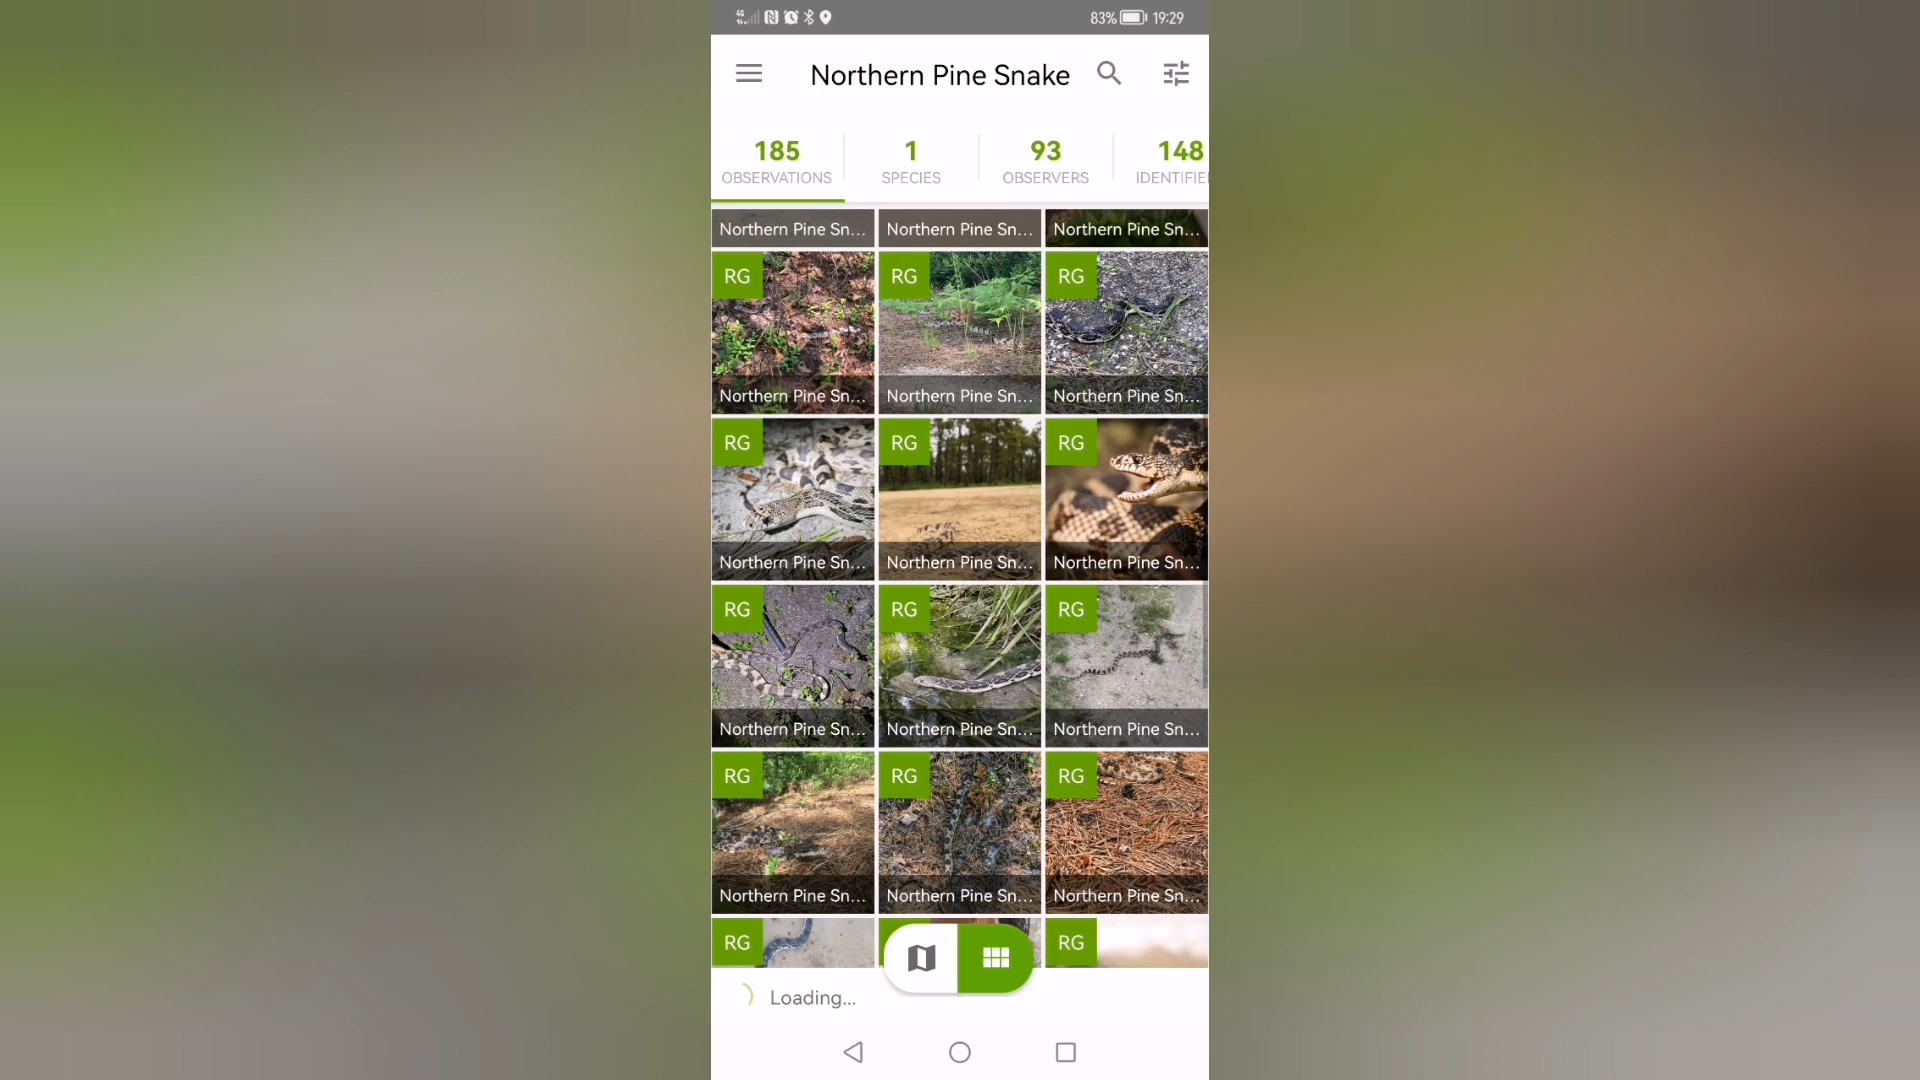 4G 83% 19:29
Northern Pine Snake
185 1 93 148
OBSERVATIONS SPECIES OBSERVERS IDENTIFIE
Northern Pine Sn... Northern Pine Sn... Northern Pine Sn...
RG RG RG
Northern Pine Sn... Northern Pine Sn... Northern Pine Sn...
RG RG RG
Northern Pine Sn... Northern Pine Sn... Northern Pine Sn...
RG RG RG
Northern Pine Sn... Northern Pine Sn... Northern Pine Sn...
RG RG RG
Northern Pine Sn... Northern Pine Sn... Northern Pine Sn...
RG RG
Loading...